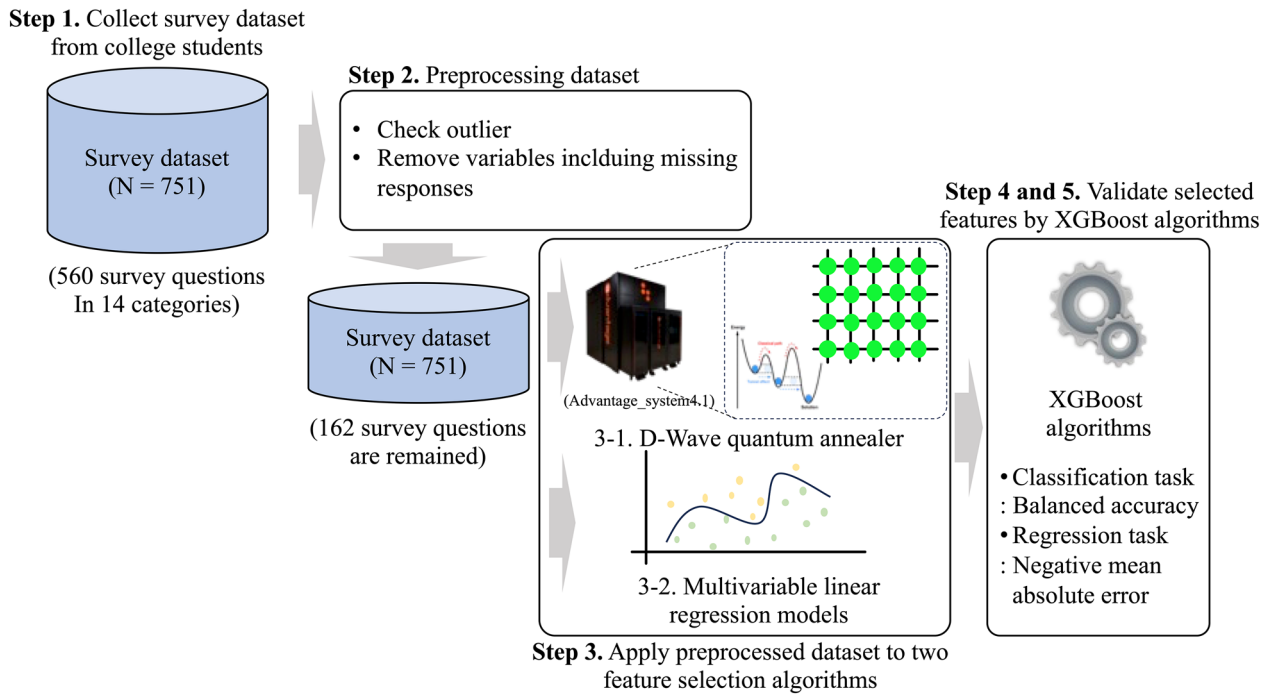 Step 1. Collect survey dataset
from college students
Survey dataset
(N = 751)
(560 survey questions
In 14 categories)
Step 2. Preprocessing dataset
• Check outlier
• Remove variables inclduing missing
responses
Survey dataset
(N = 751)
(162 survey questions
are remained)
Energy
Classical path
Solution
(Advantage_system4.1)
3-1. D-Wave quantum annealer
3-2. Multivariable linear
regression models
Step 3. Apply preprocessed dataset to two
feature selection algorithms
Step 4 and 5. Validate selected
features by XGBoost algorithms
XGBoost
algorithms
• Classification task
: Balanced accuracy
• Regression task
: Negative mean
absolute error